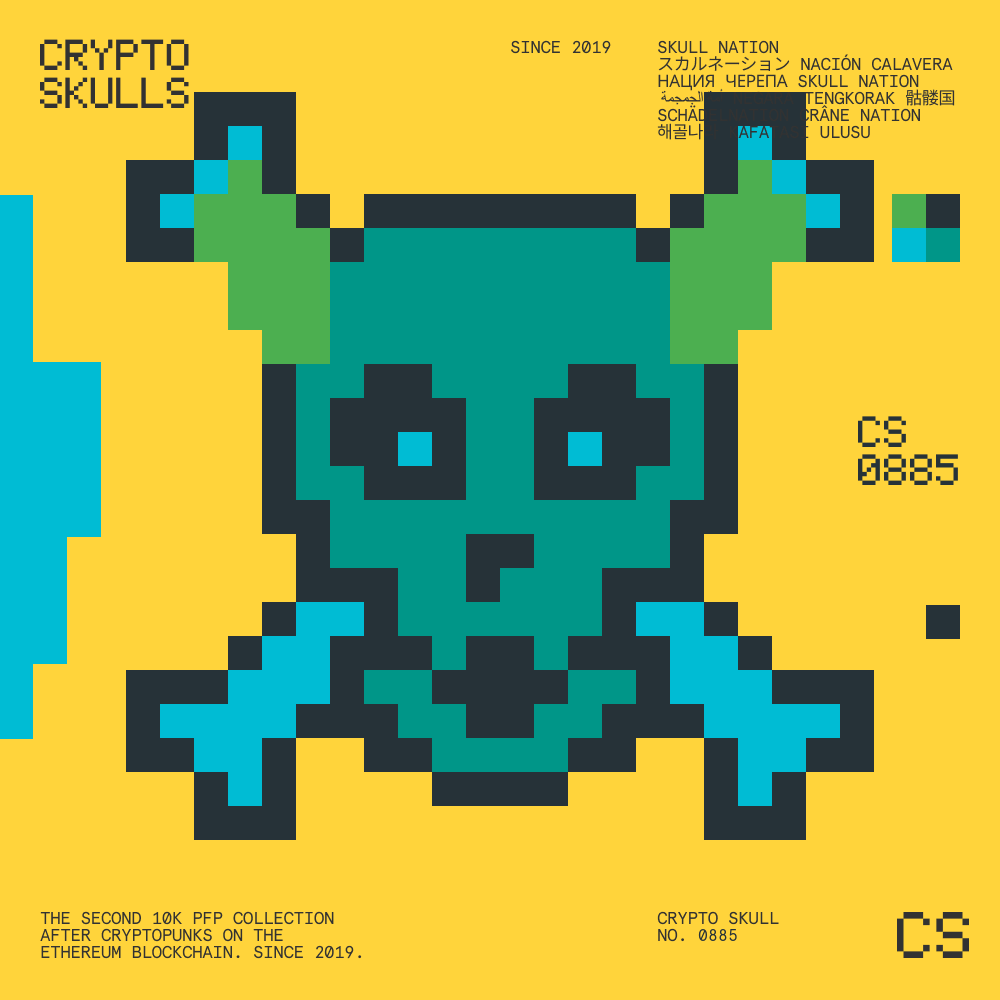 CRYPTO
SKULLS
SINCE 2019
SKULL NATION
スカルネーション NACIÓN CALAVERA
НАЦИЯ ЧЕРЕПА SKULL NATION
الجمجمة TENGKORAK 骷髅国
CRÂNE NATION
해골 ULUSU
CS
0885
THE SECOND 10K PFP COLLECTION
AFTER CRYPTOPUNKS ON THE
ETHEREUM BLOCKCHAIN. SINCE 2019.
CRYPTO SKULL
NO. 0885
CS